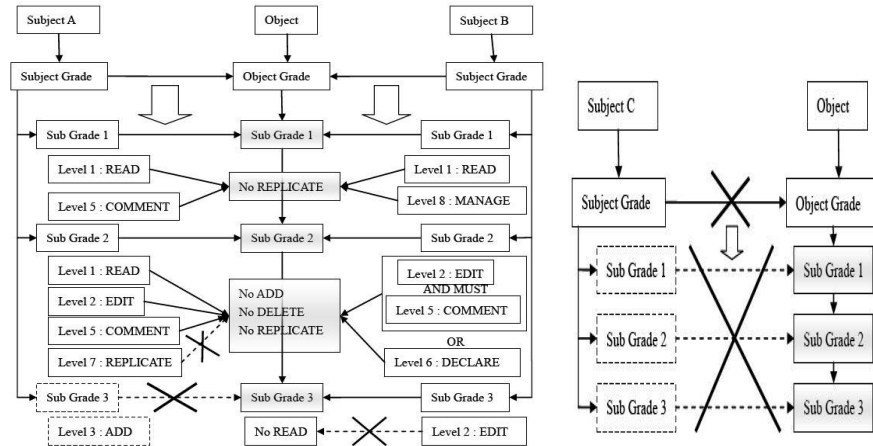 Subject A
Object
Subject B
Subject Grade
Object Grade
Subject Grade
Sub Grade 1
Sub Grade 1
Sub Grade 1
Level 1 : READ
Level 5 : COMMENT
No REPLICATE
Level 1 : READ
Level 8 : MANAGE
Sub Grade 2
Sub Grade 2
Sub Grade 2
Level 1 : READ
Level 2 : EDIT
Level 5 : COMMENT
Level 7 : REPLICATE
No ADD
No DELETE
No REPLICATE
Level 2 : EDIT
AND MUST
Level 5 : COMMENT
OR
Level 6 : DECLARE
Sub Grade 3
Sub Grade 3
Sub Grade 3
Level 3 : ADD
No READ
Level 2 : EDIT
Subject C
Object
Subject Grade
Object Grade
Sub Grade 1
Sub Grade 1
Sub Grade 2
Sub Grade 2
Sub Grade 3
Sub Grade 3